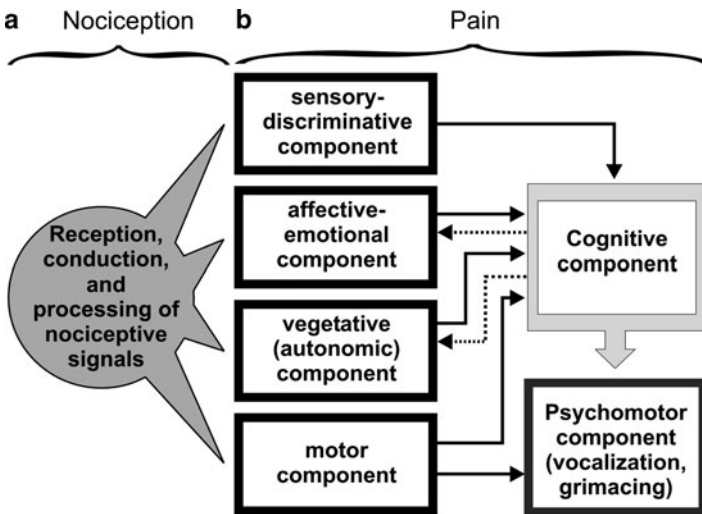 a Nociception b Pain
sensory-
discriminative
component
affective-
emotional
component
vegetative
(autonomic)
component
motor
component
Reception,
conduction,
and
processing of
nociceptive
signals
Cognitive
component
Psychomotor
component
(vocalization,
grimacing)